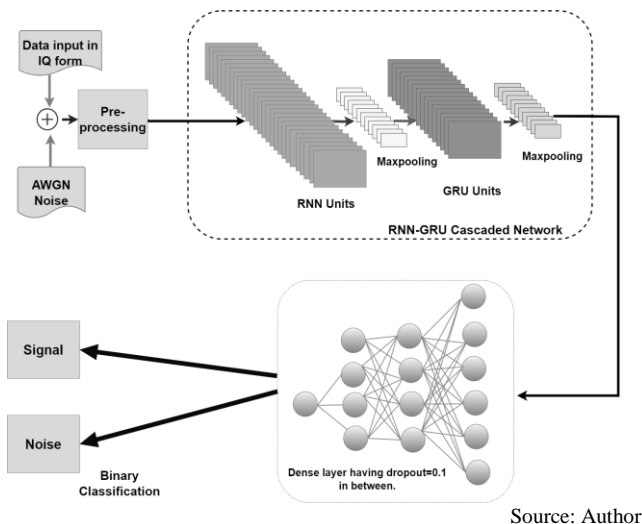 Data input in
IQ form
Pre-
processing
AWGN
Noise
RNN Units
Maxpooling
GRU Units
Maxpooling
RNN-GRU Cascaded Network
Signal
Noise
Binary
Classification
Dense layer having dropout=0.1
in between.
Source: Author